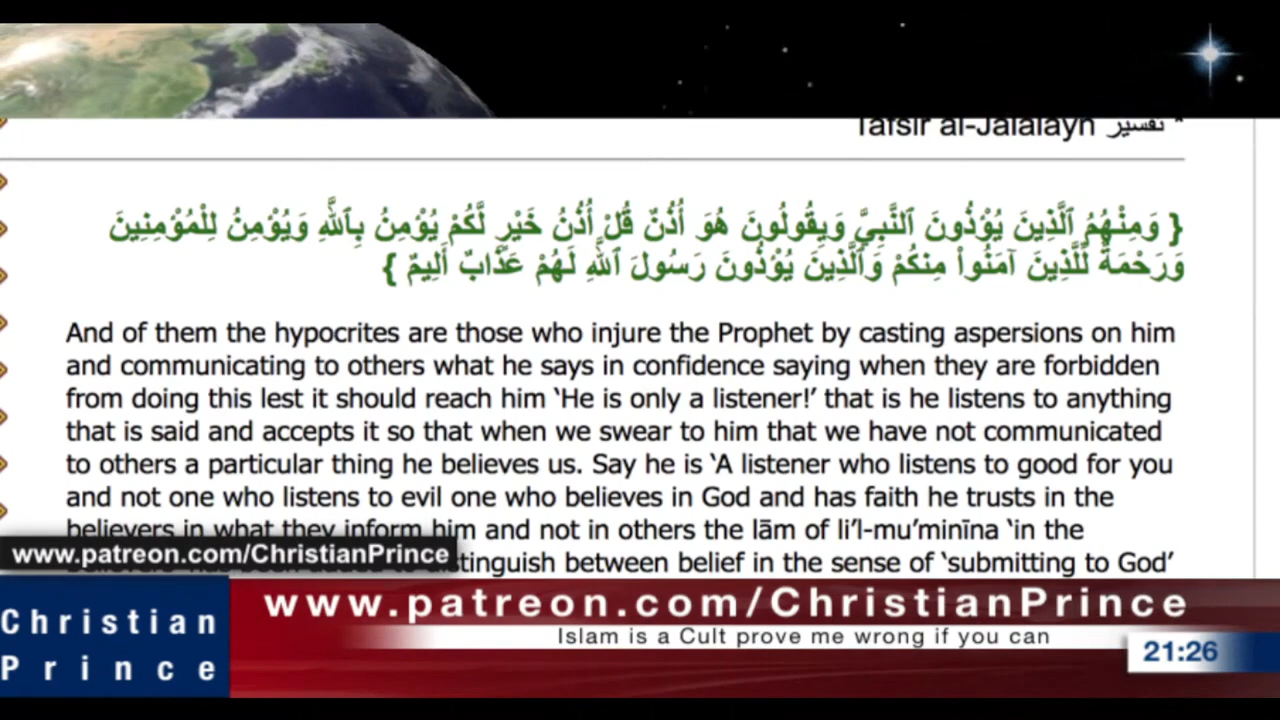 Tafsir al-Jalalayn تفسير *
{ وَمِنْهُمُ ٱلَّذِينَ يُؤْذُونَ ٱلنَّبِيَّ وَيِقُولُونَ هُوَ أُذُنٌ قُلْ أُذُنُ خَيْرٍ لَّكُمْ يُؤْمِنُ بِٱللَّهِ وَيُؤْمِنُ لِلْمُؤْمِنِينَ
وَرَحْمَةٌ لِّلَّذِينَ آمَنُواْ مِنكُمْ وَٱلَّذِينَ يُؤْذُونَ رَسُولَ ٱللَّهِ لَهُمْ عَذَابٌ أَلِيمٌ }
And of them the hypocrites are those who injure the Prophet by casting aspersions on him
and communicating to others what he says in confidence saying when they are forbidden
from doing this lest it should reach him ‘He is only a listener!’ that is he listens to anything
that is said and accepts it so that when we swear to him that we have not communicated
to others a particular thing he believes us. Say he is ‘A listener who listens to good for you
and not one who listens to evil one who believes in God and has faith he trusts in the
believers in what they inform him and not in others the lām of li’l-mu’minīna ‘in the
distinguish between belief in the sense of ‘submitting to God’
www.patreon.com/ChristianPrince
www.patreon.com/ChristianPrince
Islam is a Cult prove me wrong if you can
Christian
Prince
21:26